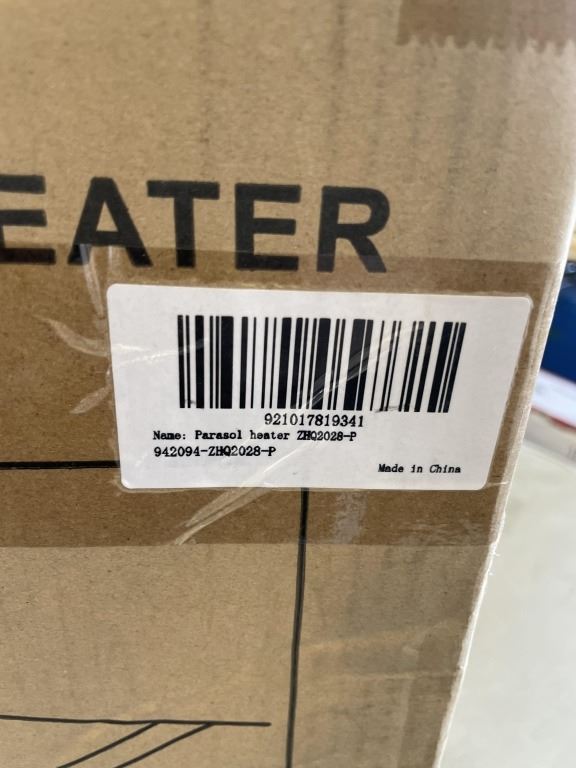 EATER
921017819341
Name: Parasol heater ZHQ2028-P
942094-ZHQ2028-P
Made in China